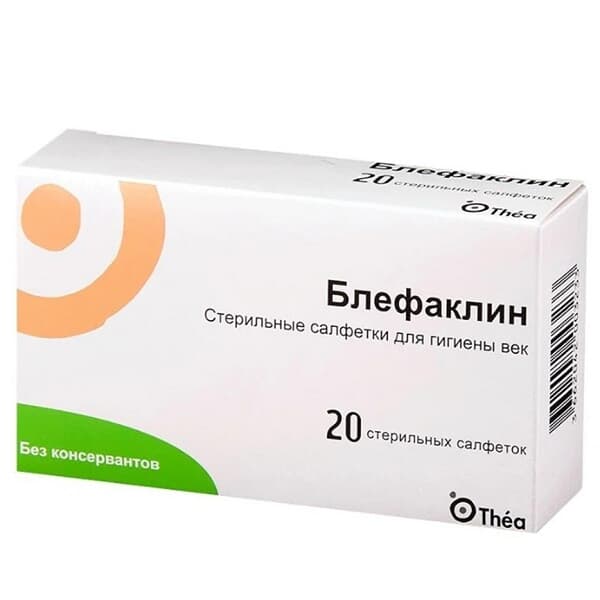 Блефаклин
20 стерильных салфеток
Théa
Блефаклин
Стерильные салфетки для гигиены век
20 стерильных салфеток
Без консервантов
Théa